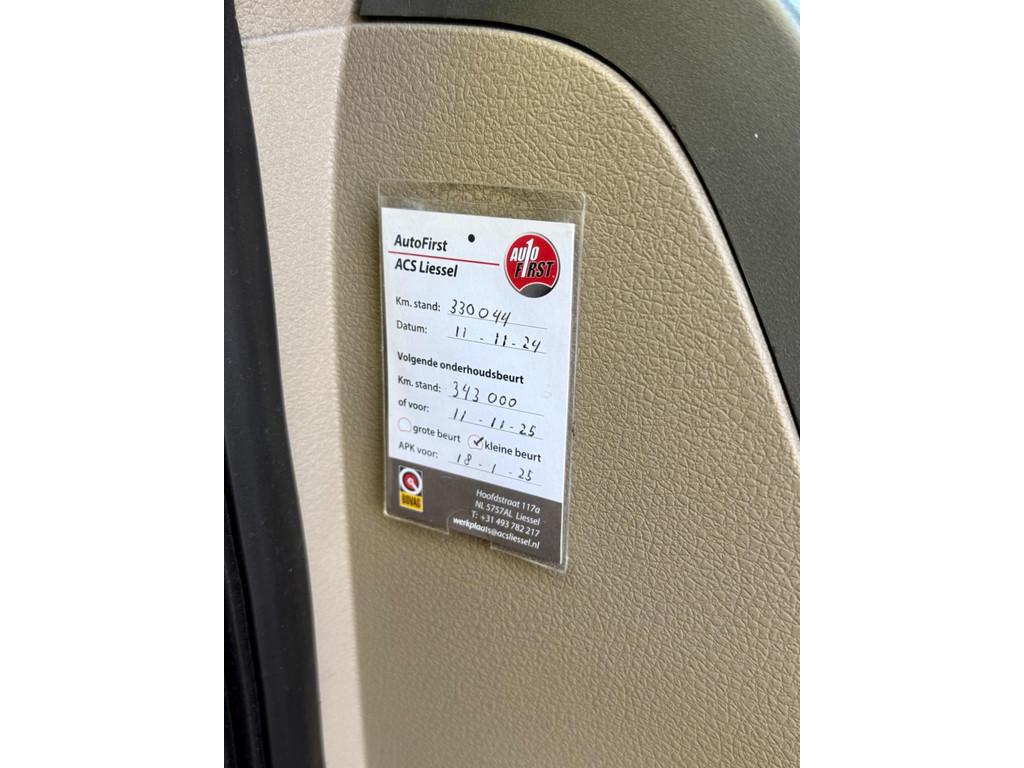 AutoFirst
ACS Liessel
AUTO
F1RST
Km. stand: 330044
Datum: 11 - 11 - 24
Volgende onderhoudsbeurt
Km. stand: 343 000
of voor: 11 - 11 - 25
grote beurt kleine beurt
APK voor: 18 - 1 - 25
BOVAG
Hoofdstraat 117a
NL 5757AL Liessel
T: +31 493 782 217
werkplaats@acsliessel.nl